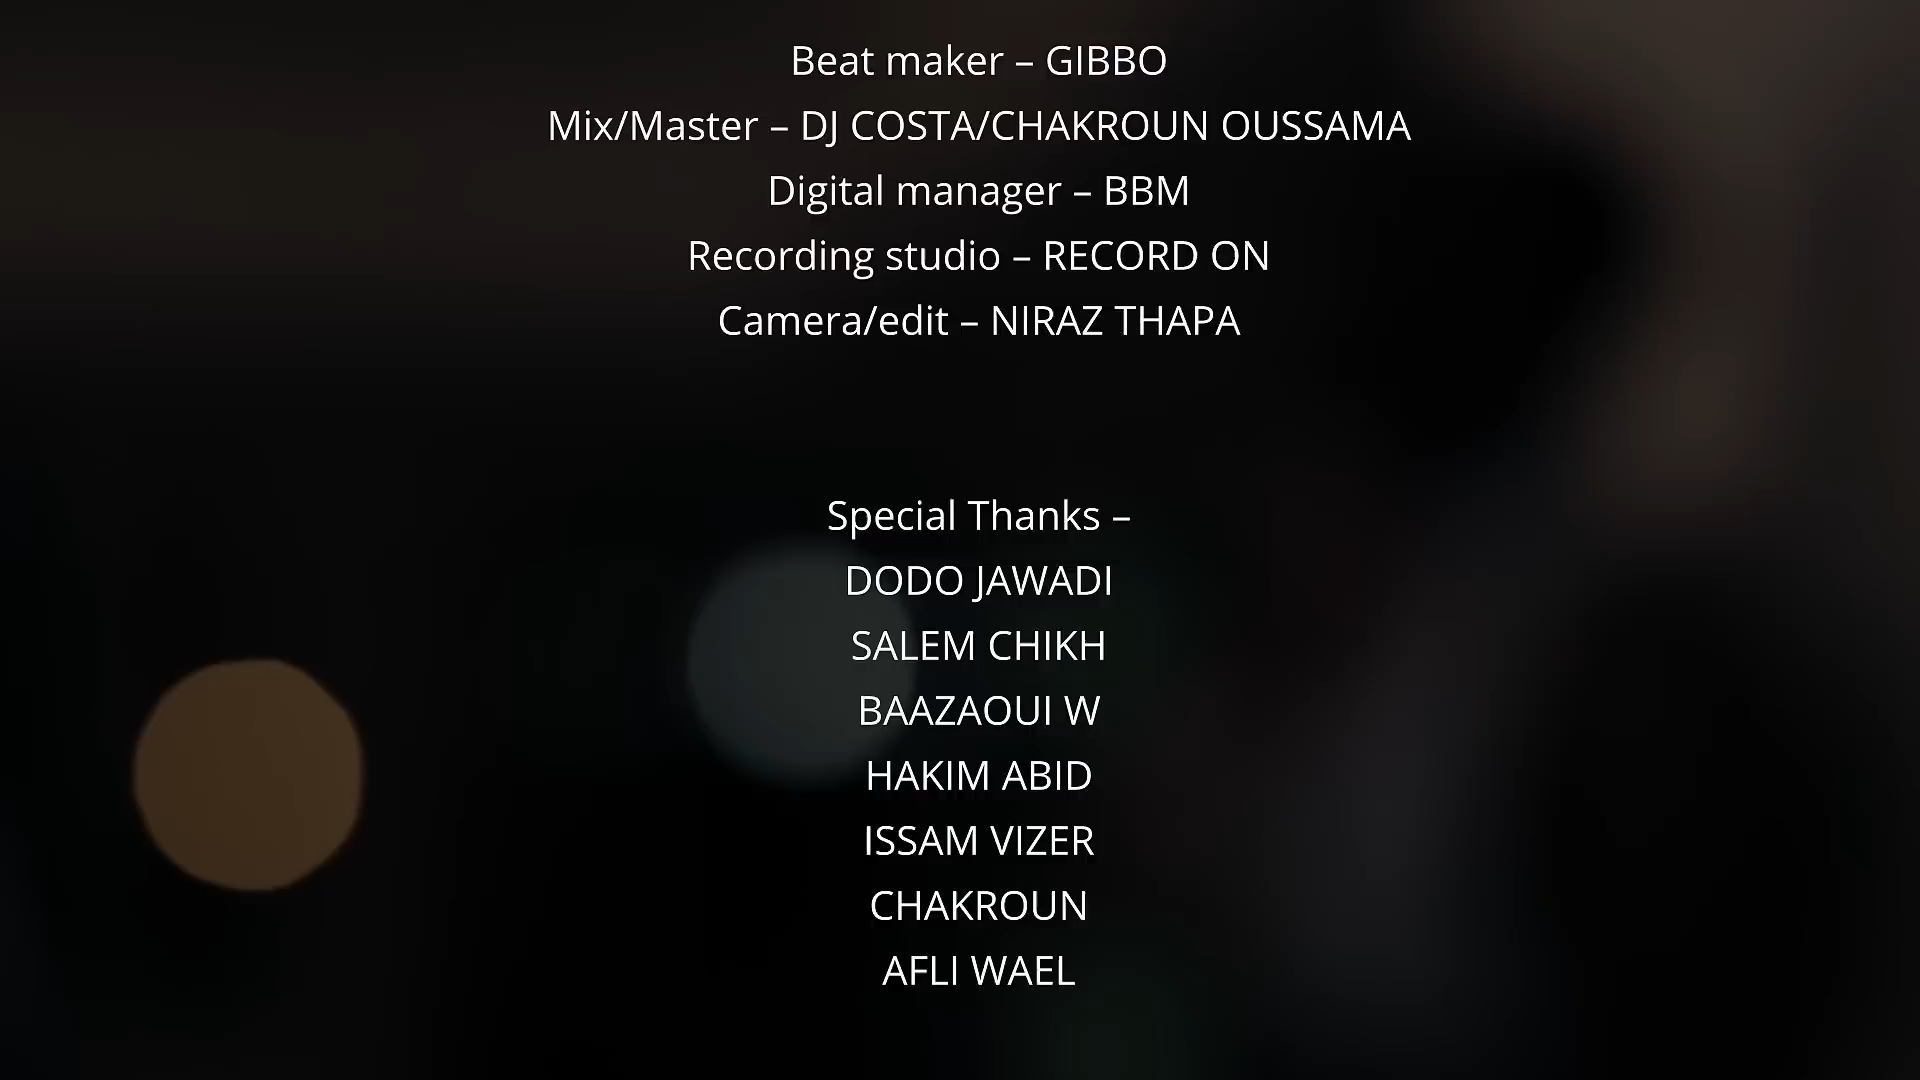 Beat maker – GIBBO
Mix/Master – DJ COSTA/CHAKROUN OUSSAMA
Digital manager – BBM
Recording studio – RECORD ON
Camera/edit – NIRAZ THAPA
Special Thanks –
DODO JAWADI
SALEM CHIKH
BAAZAOUI W
HAKIM ABID
ISSAM VIZER
CHAKROUN
AFLI WAEL